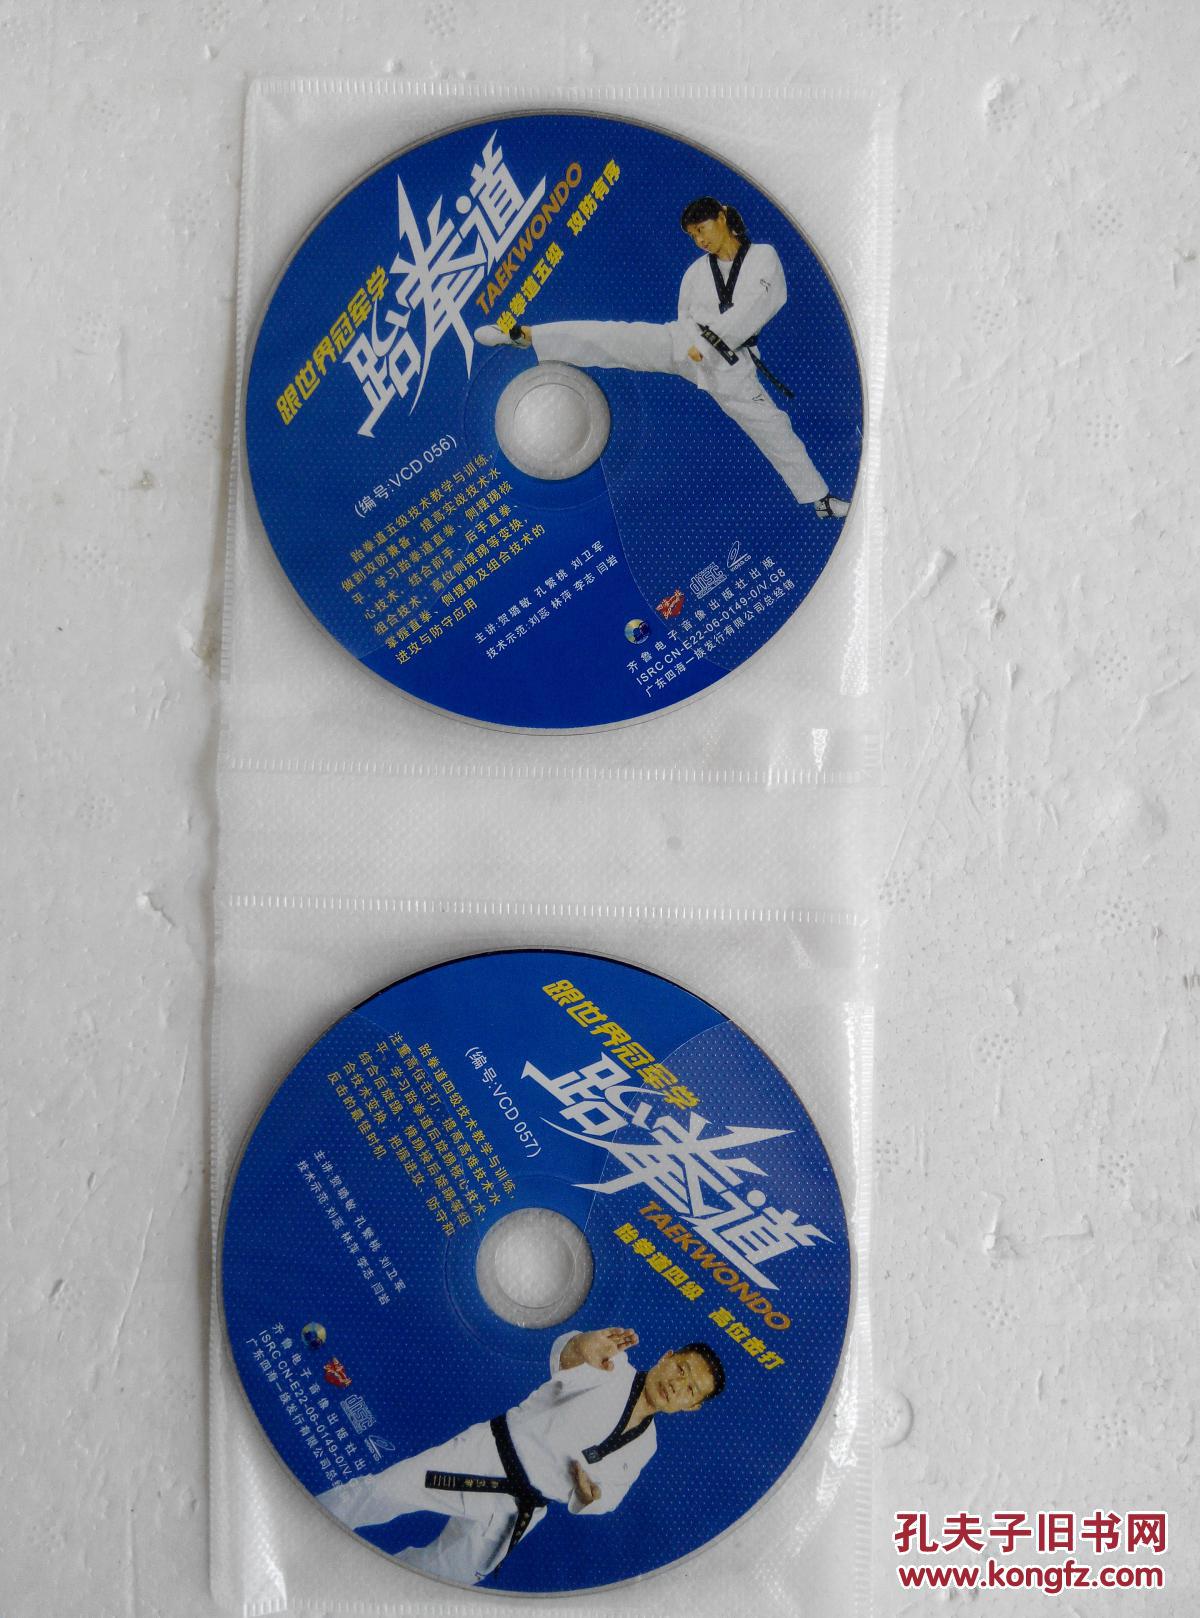 跟世界冠军学
跆拳道
TAEKWONDO
跆拳道五级 攻防有序
(编号:VCD 056)
跆拳道五级技术教学与训练,
做到攻防兼备，提高实战技术水
平。学习跆拳道直拳、侧摆踢核
心技术、结合前手、后手直拳、
组合技术、高位侧摆踢等变换,
掌握直拳、侧摆踢及组合技术的
进攻与防守应用
主讲:贺璐敏 孔繁桃 刘卫军
技术示范:刘蕊 林萍 李志 闫岩
齐鲁电子音像出版社出版
ISRC CN-E22-06-0149-0/V.G8
广东四海一族发行有限公司总经销
跟世界冠军学
跆拳道
TAEKWONDO
跆拳道四级 高位击打
(编号:VCD 057)
跆拳道四级技术教学与训练,
注重高位击打，提高高难技术水
平。学习跆拳道后旋踢核心技术,
结合后旋踢、横踢接后旋踢等组
合技术变换，把握进攻、防守和
反击的最佳时机
主讲:贺璐敏 孔繁桃 刘卫军
技术示范:刘蕊 林萍 李志 闫岩
齐鲁电子音像出版社出
ISRC CN-E22-06-0149-0/V.G
广东四海一族发行有限公司总经
孔夫子旧书网
www.kongfz.com